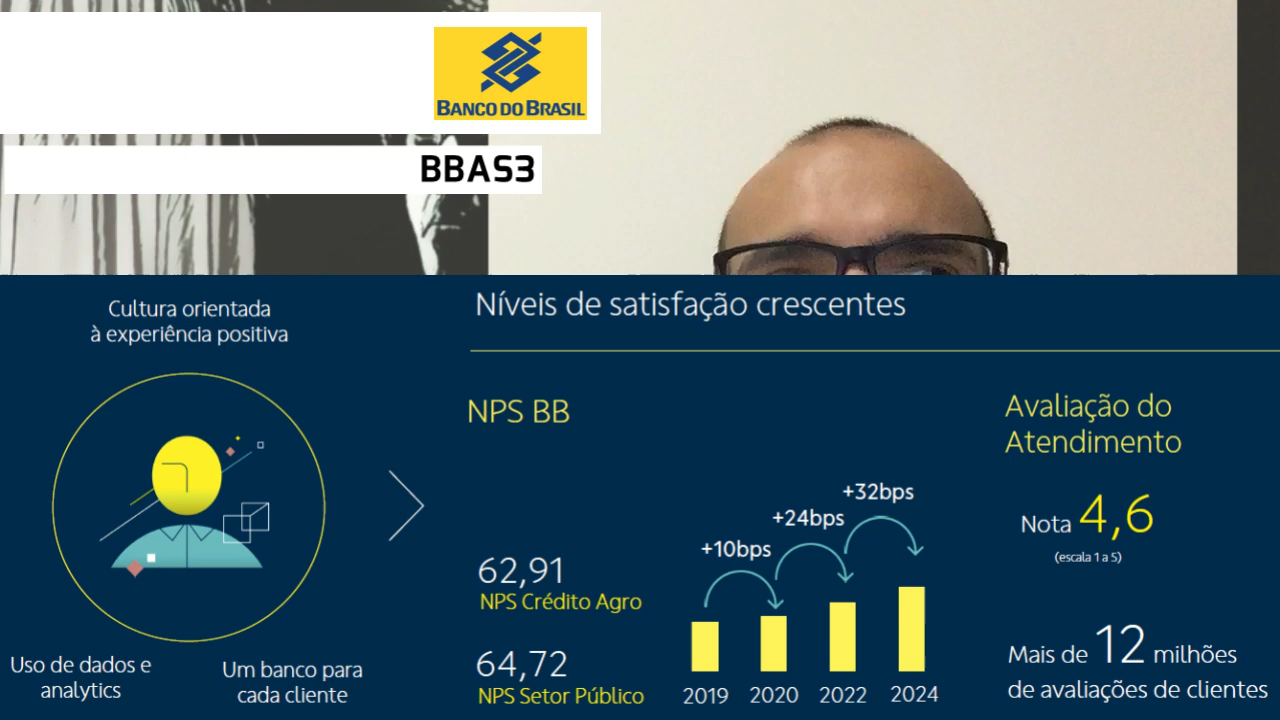 BANCO DO BRASIL
BBAS3
Cultura orientada
à experiência positiva
Uso de dados e
analytics
Um banco para
cada cliente
Níveis de satisfação crescentes
NPS BB
62,91
NPS Crédito Agro
64,72
NPS Setor Público
+10bps
+24bps
+32bps
2019
2020
2022
2024
Avaliação do
Atendimento
Nota 4,6
(escala 1 a 5)
Mais de 12 milhões
de avaliações de clientes